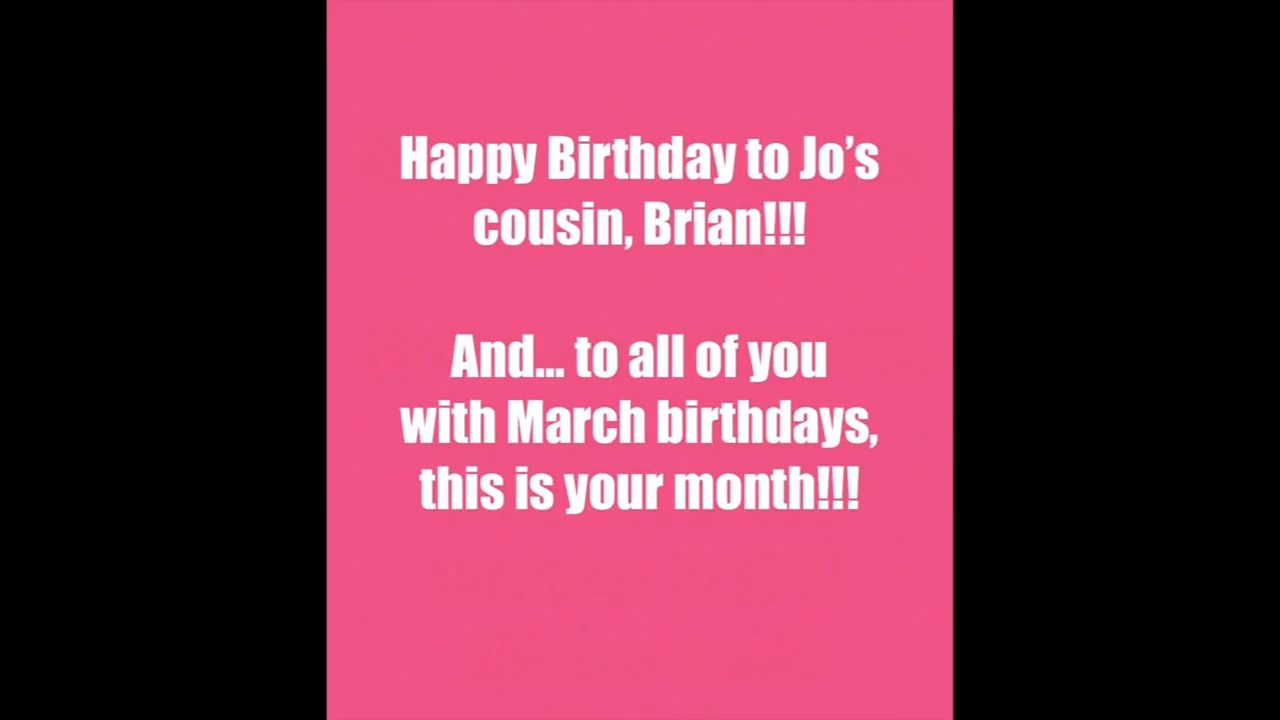 Happy Birthday to Jo’s
cousin, Brian!!!
And... to all of you
with March birthdays,
this is your month!!!